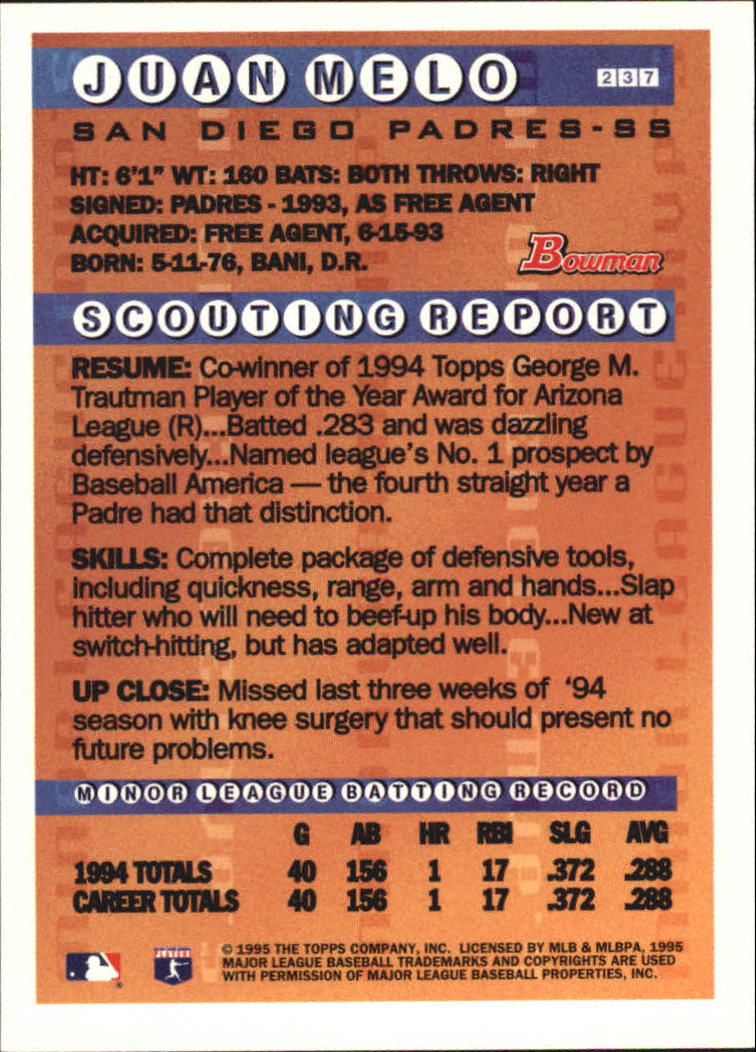 JUAN MELO 237
SAN DIEGO PADRES-SS
HT: 6'1" WT: 160 BATS: BOTH THROWS: RIGHT
SIGNED: PADRES - 1993, AS FREE AGENT
ACQUIRED: FREE AGENT, 6-15-93
BORN: 5-11-76, BANI, D.R.
Bowman
SCOUTING REPORT
RESUME: Co-winner of 1994 Topps George M.
Trautman Player of the Year Award for Arizona
League (R)...Batted .283 and was dazzling
defensively...Named league's No. 1 prospect by
Baseball America — the fourth straight year a
Padre had that distinction.
SKILLS: Complete package of defensive tools,
including quickness, range, arm and hands...Slap
hitter who will need to beef-up his body...New at
switch-hitting, but has adapted well.
UP CLOSE: Missed last three weeks of '94
season with knee surgery that should present no
future problems.
MINOR LEAGUE BATTING RECORD
G AB HR RBI SLG AVG
1994 TOTALS 40 156 1 17 .372 .288
CAREER TOTALS 40 156 1 17 .372 .288
© 1995 THE TOPPS COMPANY, INC. LICENSED BY MLB & MLBPA, 1995
MAJOR LEAGUE BASEBALL TRADEMARKS AND COPYRIGHTS ARE USED
WITH PERMISSION OF MAJOR LEAGUE BASEBALL PROPERTIES, INC.